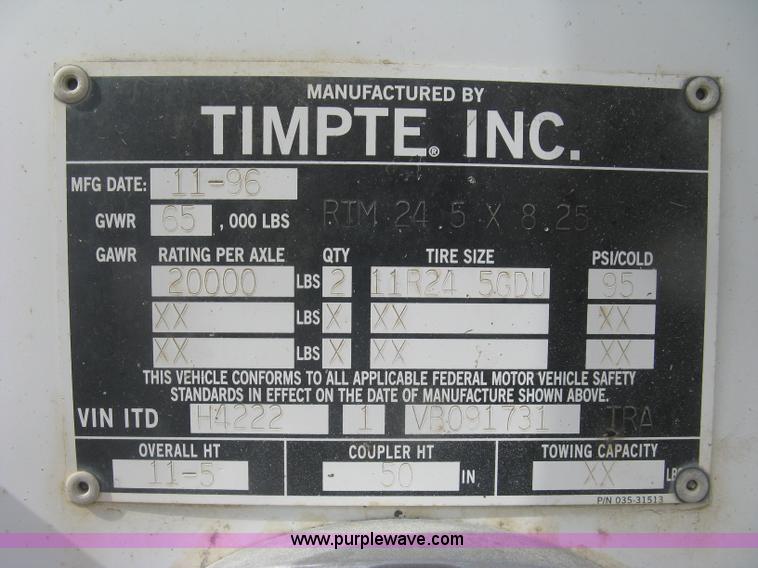 MANUFACTURED BY
TIMPTE® INC.
MFG DATE: 11-96
GVWR 65 ,000 LBS RIM 24.5 X 8.25
GAWR RATING PER AXLE QTY TIRE SIZE PSI/COLD
20000 LBS 2 11R24.5GDU 95
XX LBS X XX XX
XX LBS X XX XX
THIS VEHICLE CONFORMS TO ALL APPLICABLE FEDERAL MOTOR VEHICLE SAFETY
STANDARDS IN EFFECT ON THE DATE OF MANUFACTURE SHOWN ABOVE.
VIN ITD H4222 1 VB091731 TRA
OVERALL HT COUPLER HT TOWING CAPACITY
11-5 50 IN XX LBS
P/N 035-31513
www.purplewave.com